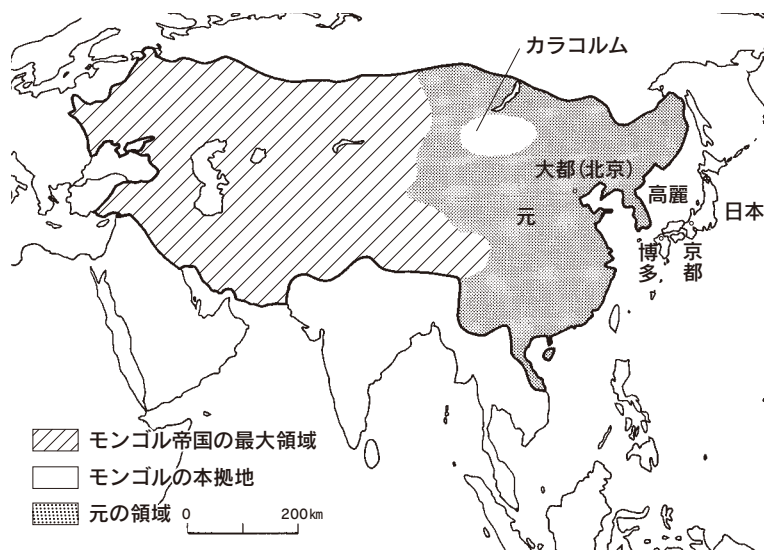 カラコルム
大都(北京)
元
高麗
日本
博多
京都
モンゴル帝国の最大領域
モンゴルの本拠地
元の領域
0 200km